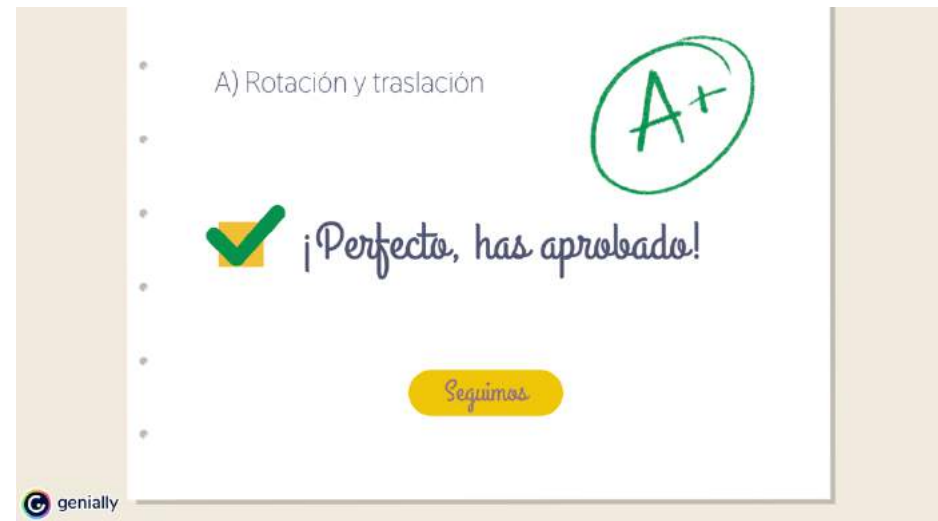 A) Rotación y traslación
A+
¡Perfecto, has aprobado!
Seguimos
genially